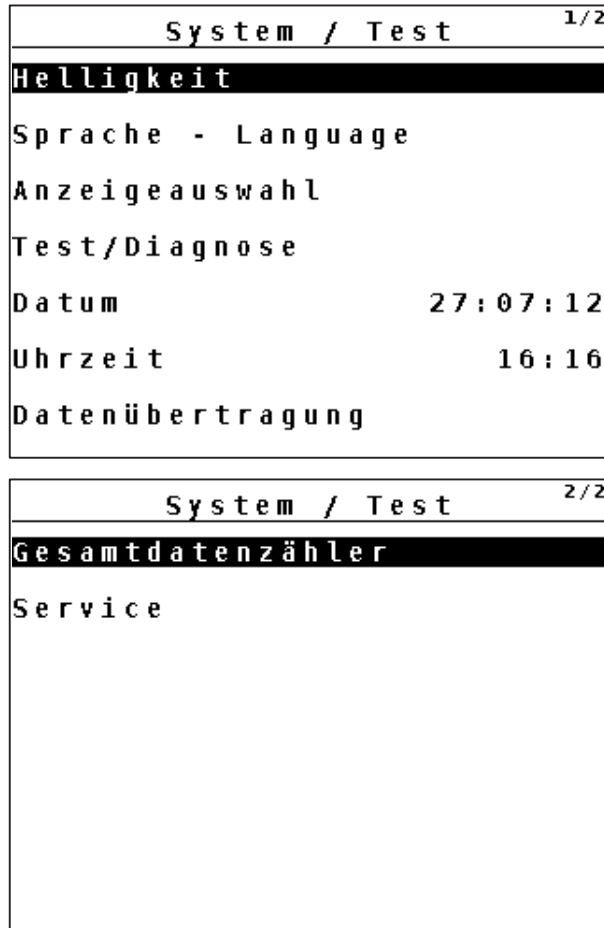 System / Test 1/2
Helligkeit
Sprache - Language
Anzeigeauswahl
Test/Diagnose
Datum 27:07:12
Uhrzeit 16:16
Datenübertragung
System / Test 2/2
Gesamtdatenzähler
Service